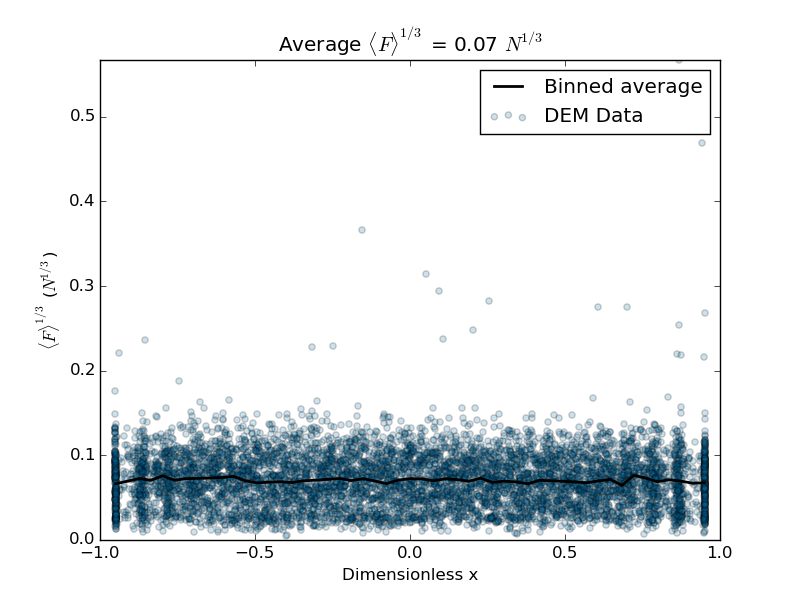 Average ⟨F⟩^1/3 = 0.07 N^1/3
Binned average
DEM Data
0.5
0.4
0.3
0.2
0.1
0.0
⟨F⟩^1/3 (N^1/3)
−1.0 −0.5 0.0 0.5 1.0
Dimensionless x